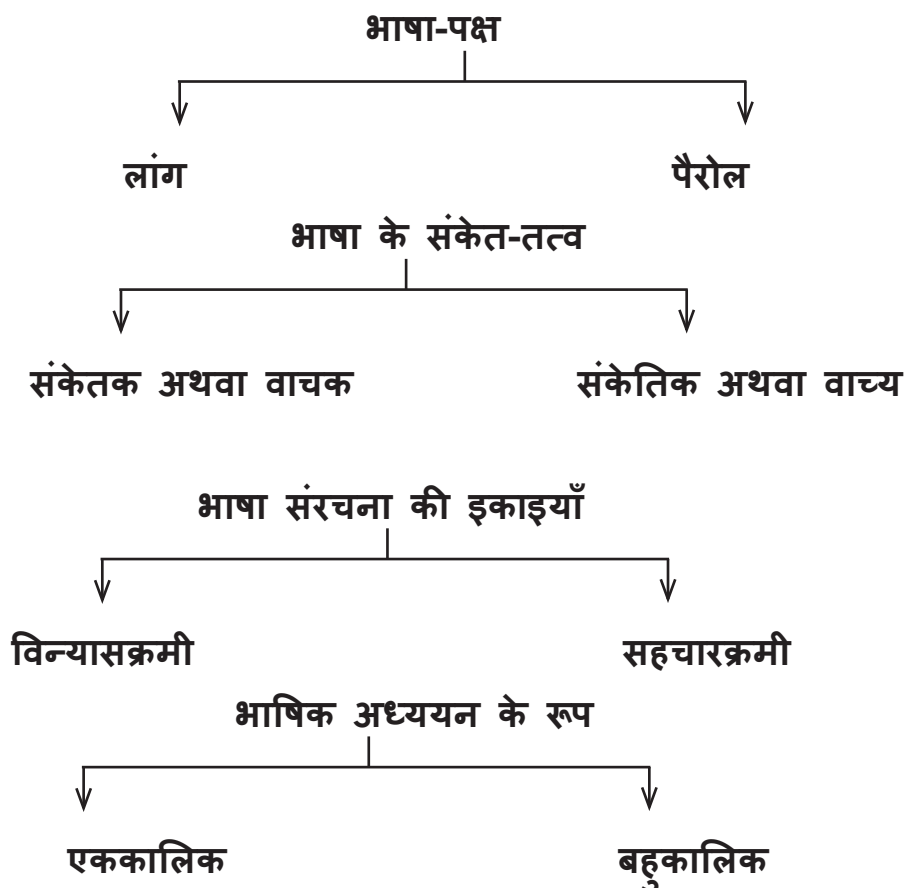 भाषा-पक्ष
लांग पैरोल
भाषा के संकेत-तत्व
संकेतक अथवा वाचक संकेतिक अथवा वाच्य
भाषा संरचना की इकाइयाँ
विन्यासक्रमी सहचारक्रमी
भाषिक अध्ययन के रूप
एककालिक बहुकालिक